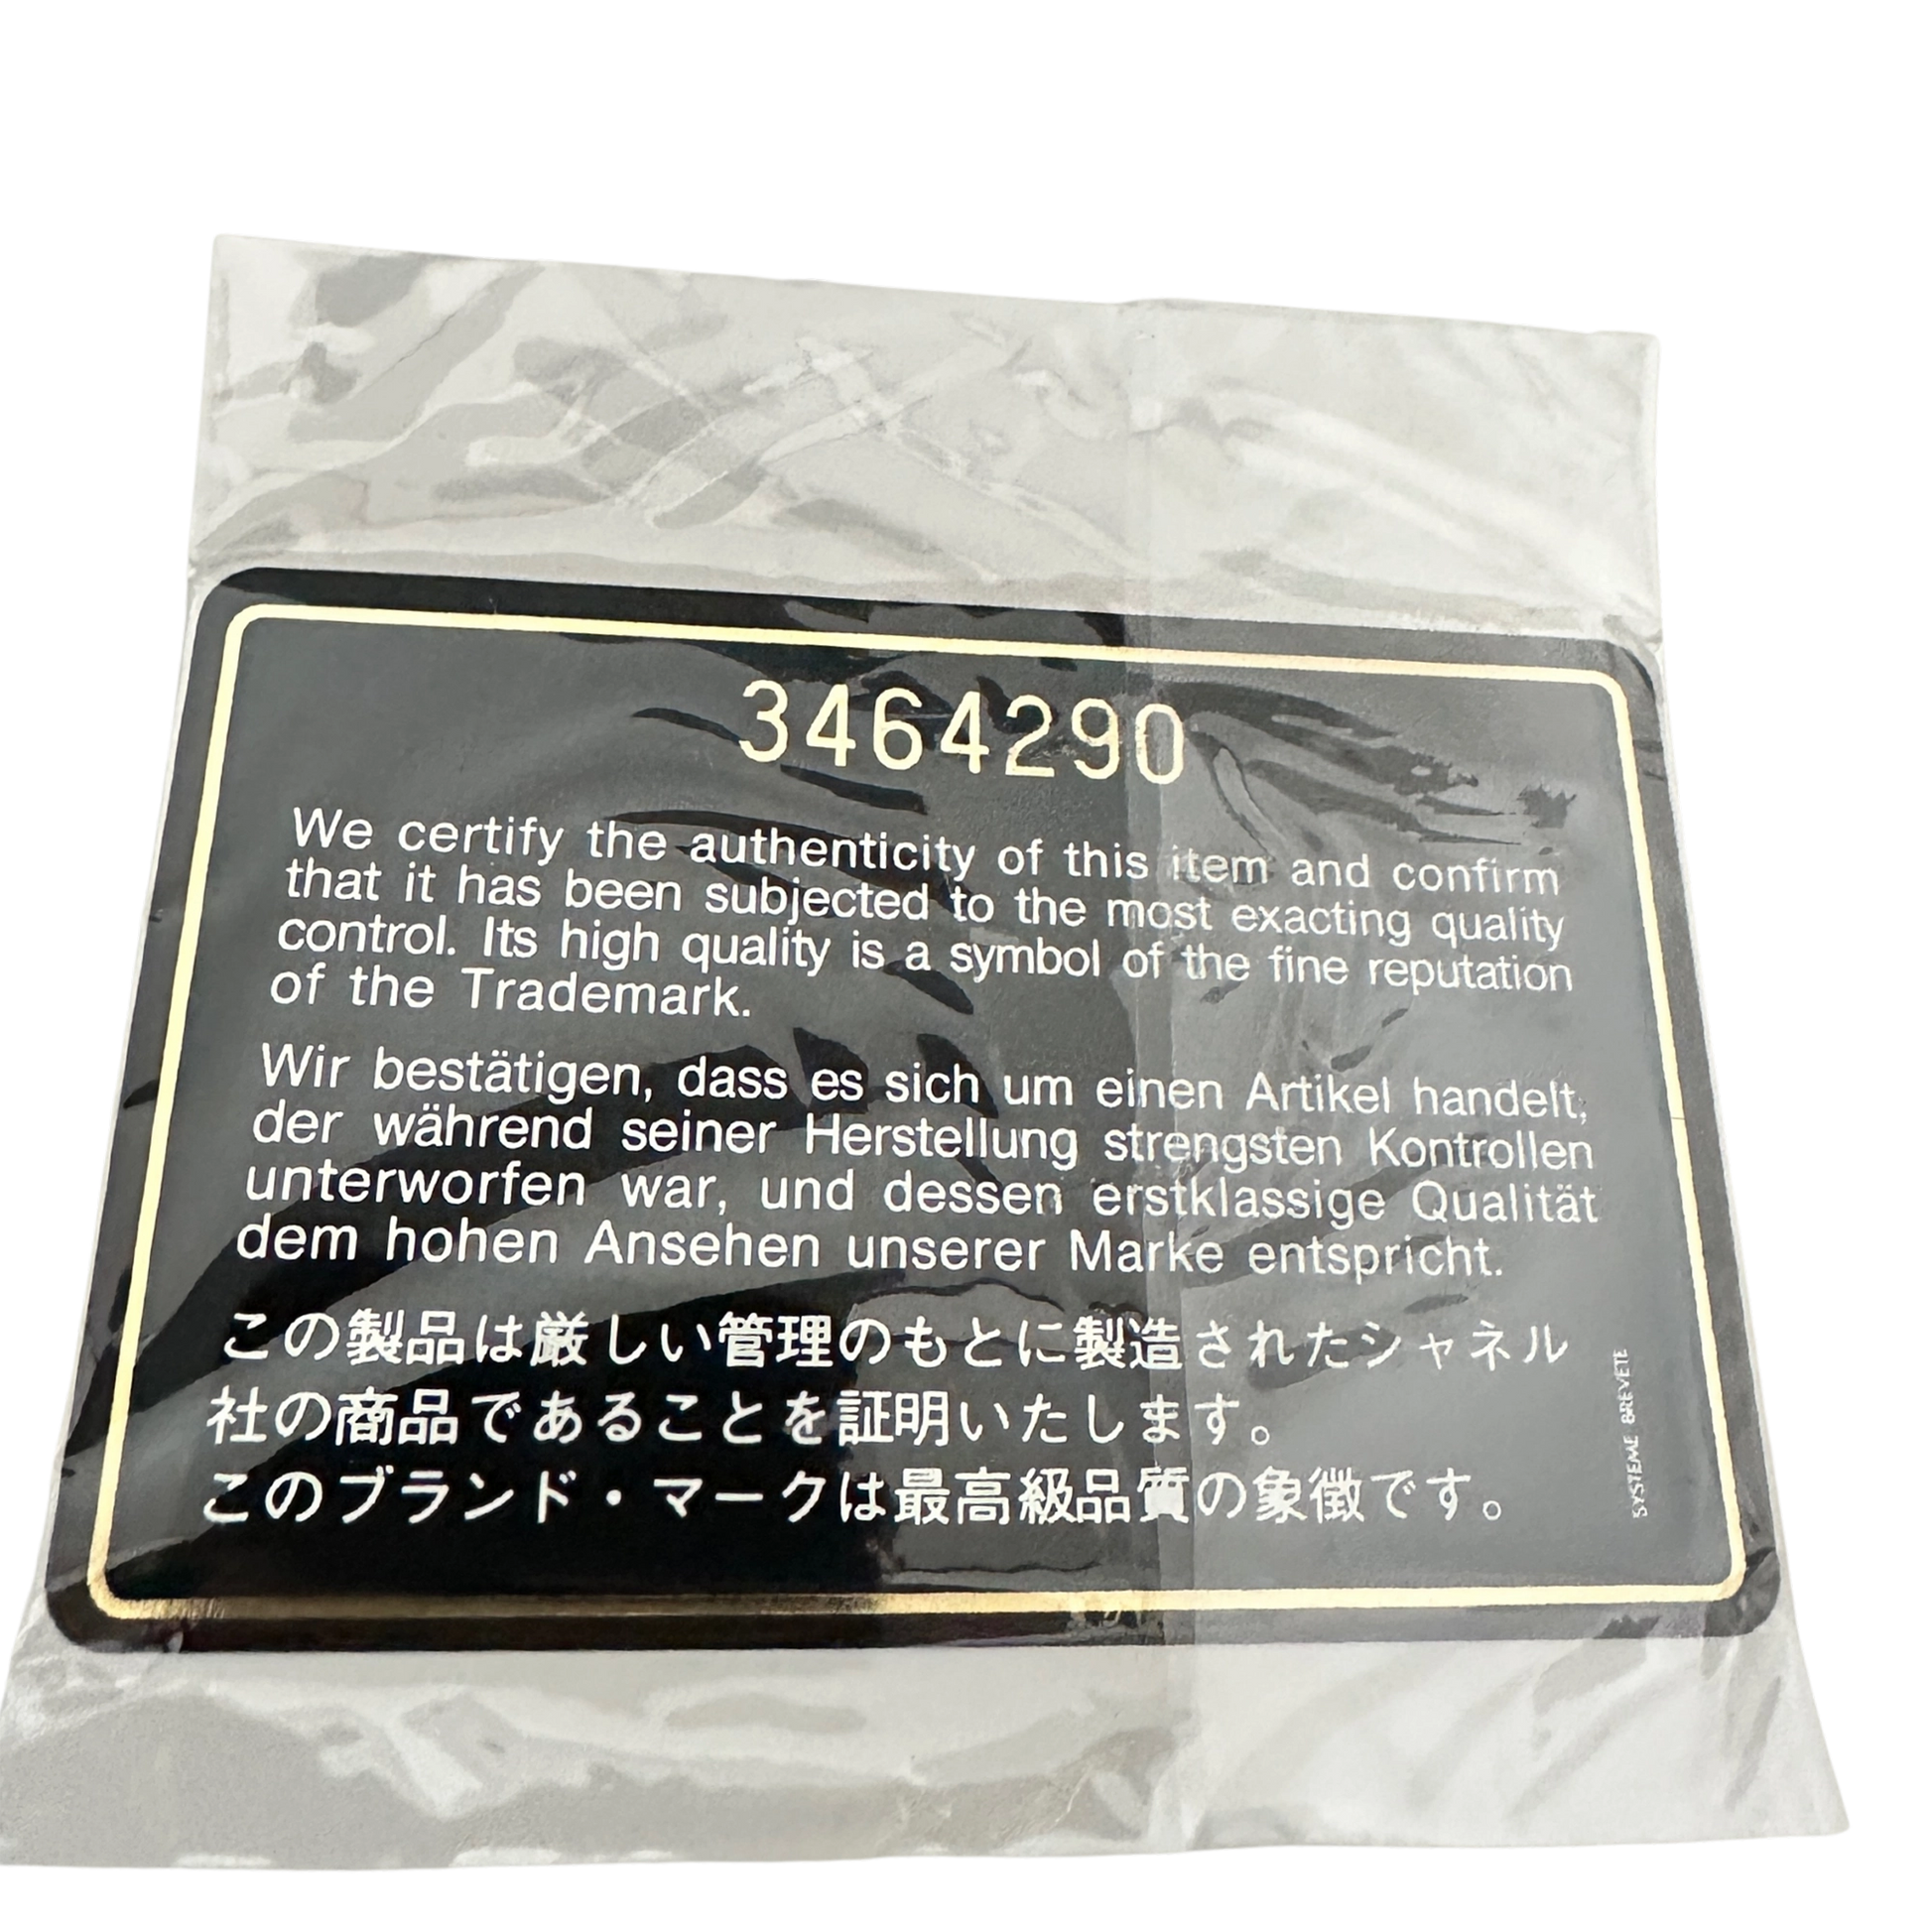 3464290
We certify the authenticity of this item and confirm
that it has been subjected to the most exacting quality
control. Its high quality is a symbol of the fine reputation
of the Trademark.
Wir bestätigen, dass es sich um einen Artikel handelt,
der während seiner Herstellung strengsten Kontrollen
unterworfen war, und dessen erstklassige Qualität
dem hohen Ansehen unserer Marke entspricht.
この製品は厳しい管理のもとに製造されたシャネル
社の商品であることを証明いたします。
このブランド・マークは最高級品質の象徴です。
SYSTEME BREVETE